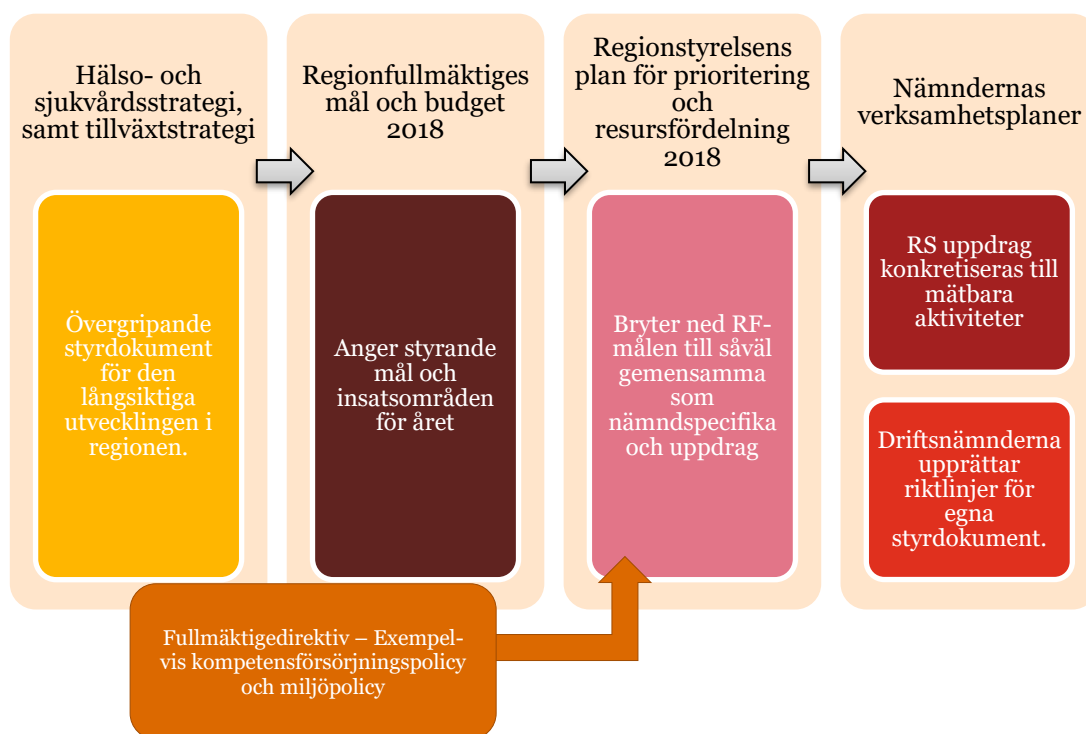 Hälso- och
sjukvårdsstrategi,
samt tillväxtstrategi
Övergripande
styrdokument
för den
långsiktiga
utvecklingen i
regionen.
Regionfullmäktiges
mål och budget
2018
Anger styrande
mål och
insatsområden
för året
Regionstyrelsens
plan för prioritering
och
resursfördelning
2018
Bryter ned RF-
målen till såväl
gemensamma
som
nämndspecifika
och uppdrag
Nämndernas
verksamhetsplaner
RS uppdrag
konkretiseras till
mätbara
aktiviteter
Driftsnämnderna
upprättar
riktlinjer för
egna
styrdokument.
Fullmäktigedirektiv – Exempel-
vis kompetensförsörjningspolicy
och miljöpolicy